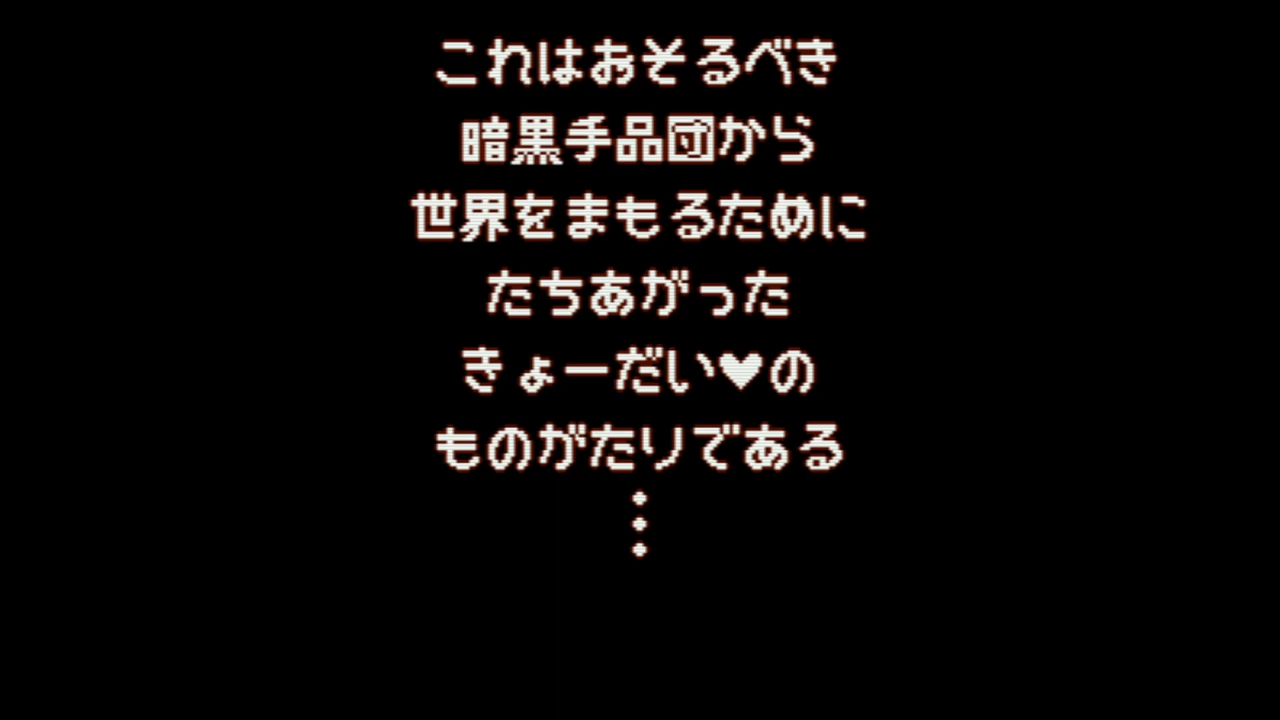 これはおそるべき
暗黒手品団から
世界をまもるために
たちあがった
きょーだい♥の
ものがたりである
⋮